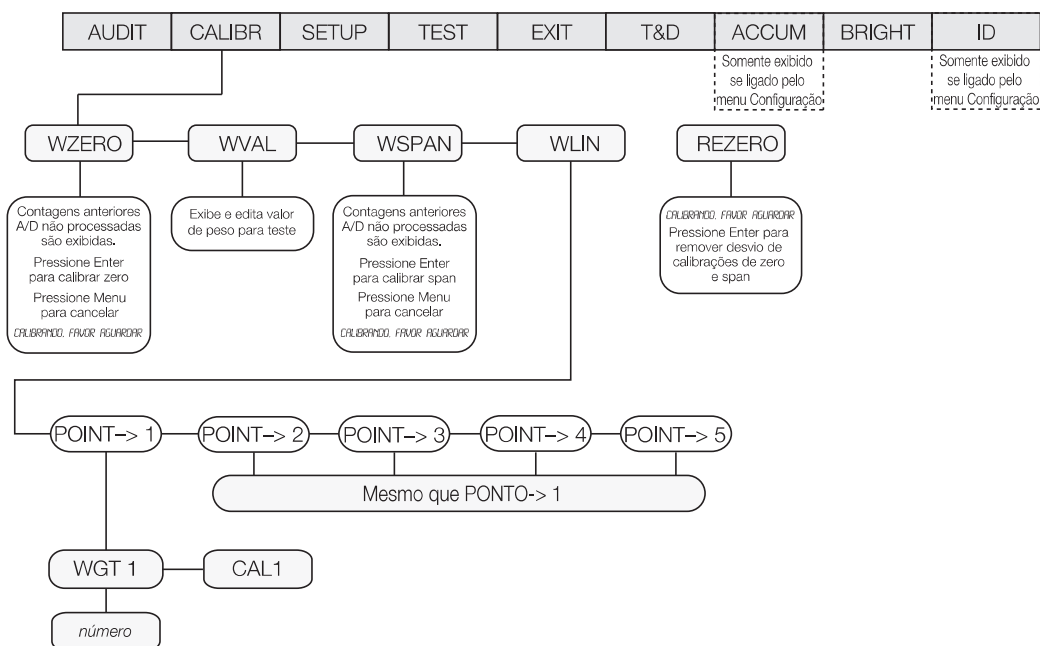 AUDIT CALIBR SETUP TEST EXIT T&D ACCUM BRIGHT ID
Somente exibido
se ligado pelo
menu Configuração
Somente exibido
se ligado pelo
menu Configuração
WZERO WVAL WSPAN WLIN REZERO
Contagens anteriores
A/D não processadas
são exibidas.
Pressione Enter
para calibrar zero
Pressione Menu
para cancelar
CALIBRANDO. FAVOR AGUARDAR
Exibe e edita valor
de peso para teste
Contagens anteriores
A/D não processadas
são exibidas.
Pressione Enter
para calibrar span
Pressione Menu
para cancelar
CALIBRANDO. FAVOR AGUARDAR
CALIBRANDO. FAVOR AGUARDAR
Pressione Enter para
remover desvio de
calibrações de zero
e span
POINT–> 1 POINT–> 2 POINT–> 3 POINT–> 4 POINT–> 5
Mesmo que PONTO-> 1
WGT 1 CAL1
número